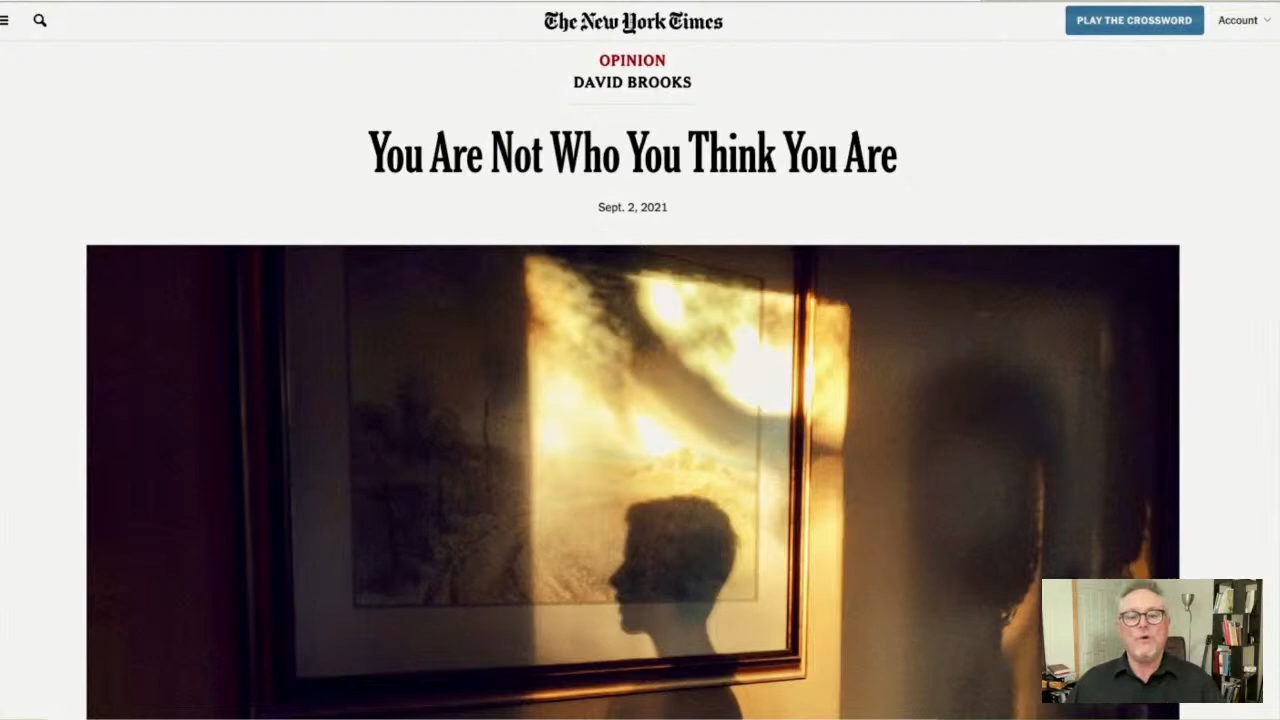 The New York Times
PLAY THE CROSSWORD
Account
OPINION
DAVID BROOKS
You Are Not Who You Think You Are
Sept. 2, 2021